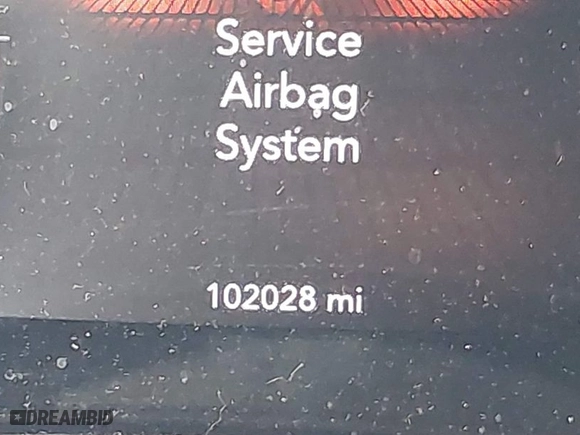 Service
Airbag
System
102028 mi
DREAMBID